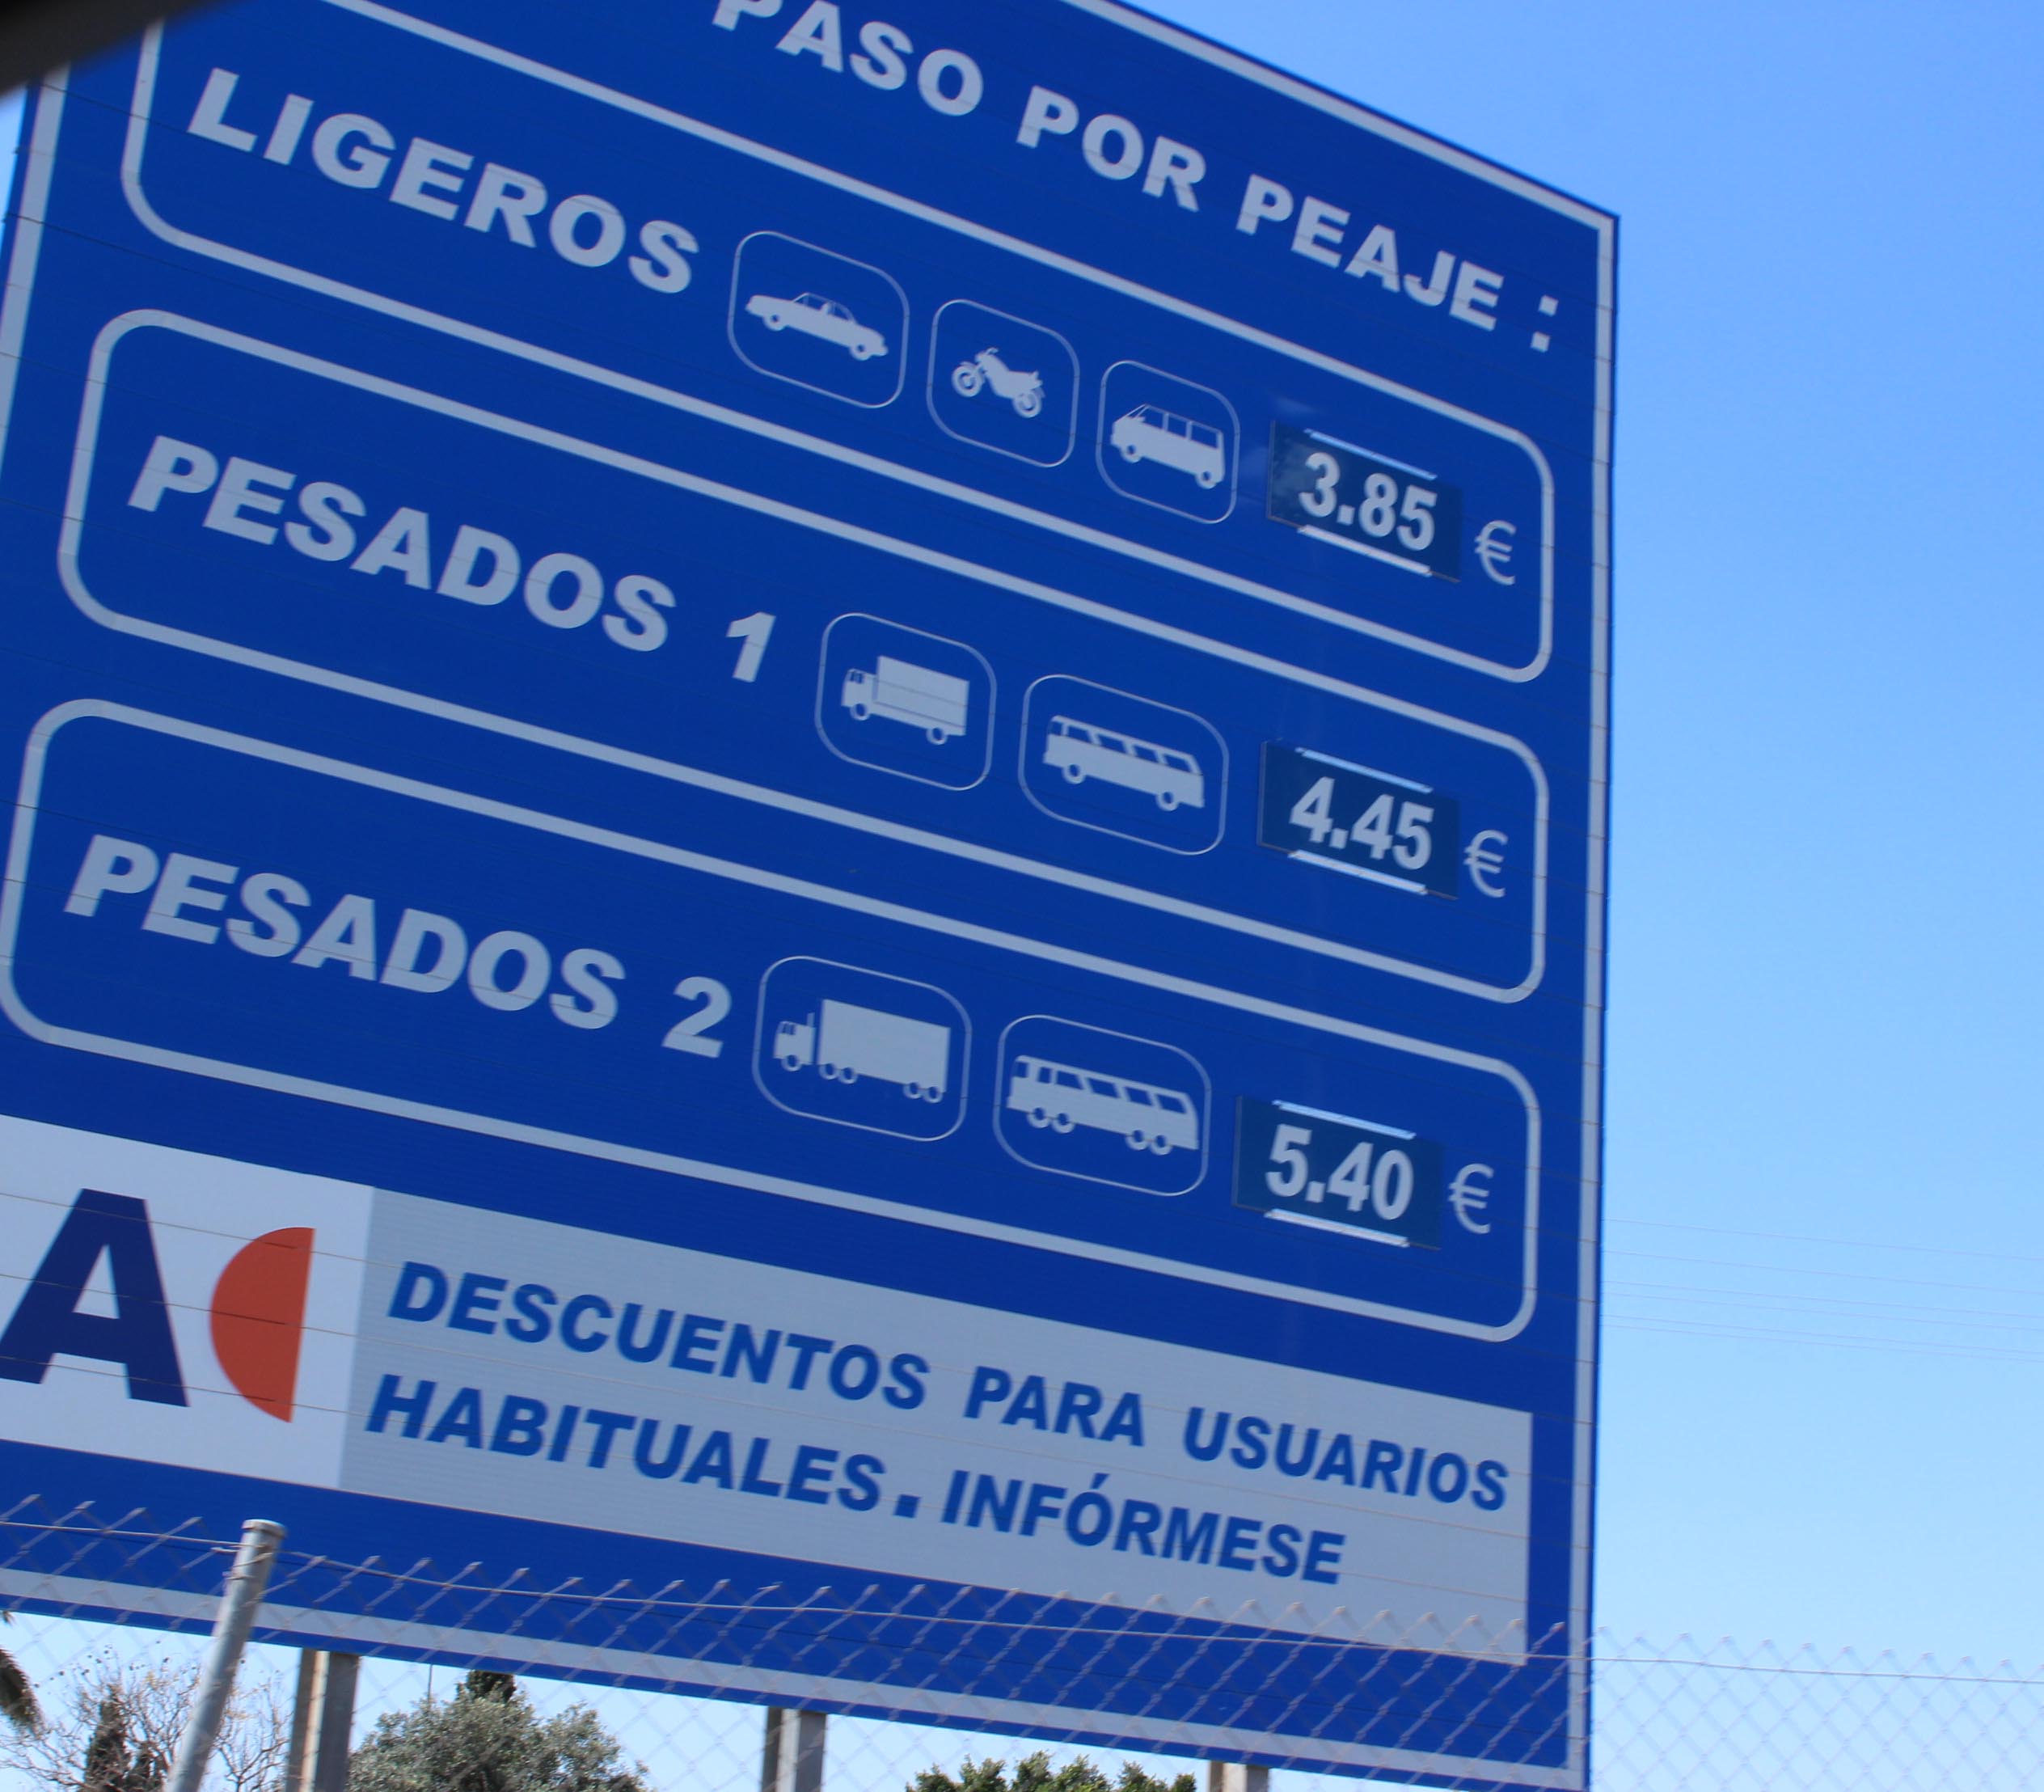 PASO POR PEAJE :
LIGEROS 3.85 €
PESADOS 1 4.45 €
PESADOS 2 5.40 €
A
DESCUENTOS PARA USUARIOS
HABITUALES. INFÓRMESE